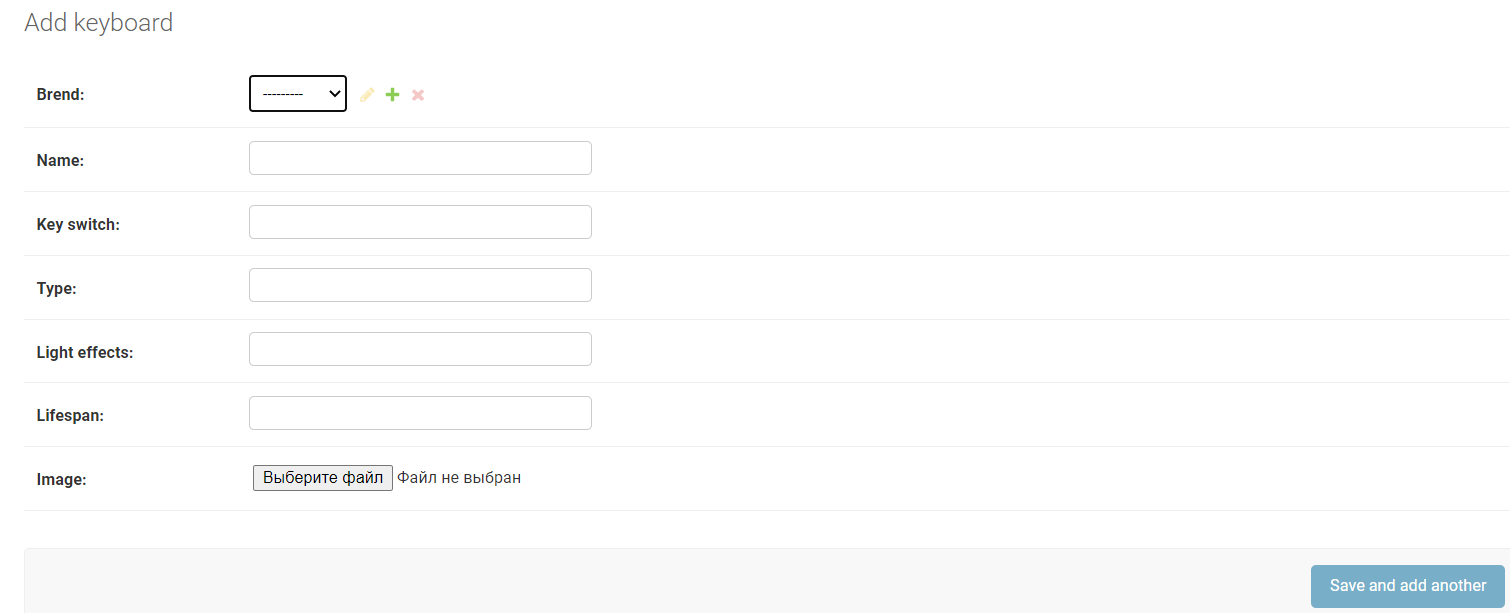 Add keyboard
Brend: ---------
Name:
Key switch:
Type:
Light effects:
Lifespan:
Image: Выберите файл Файл не выбран
Save and add another